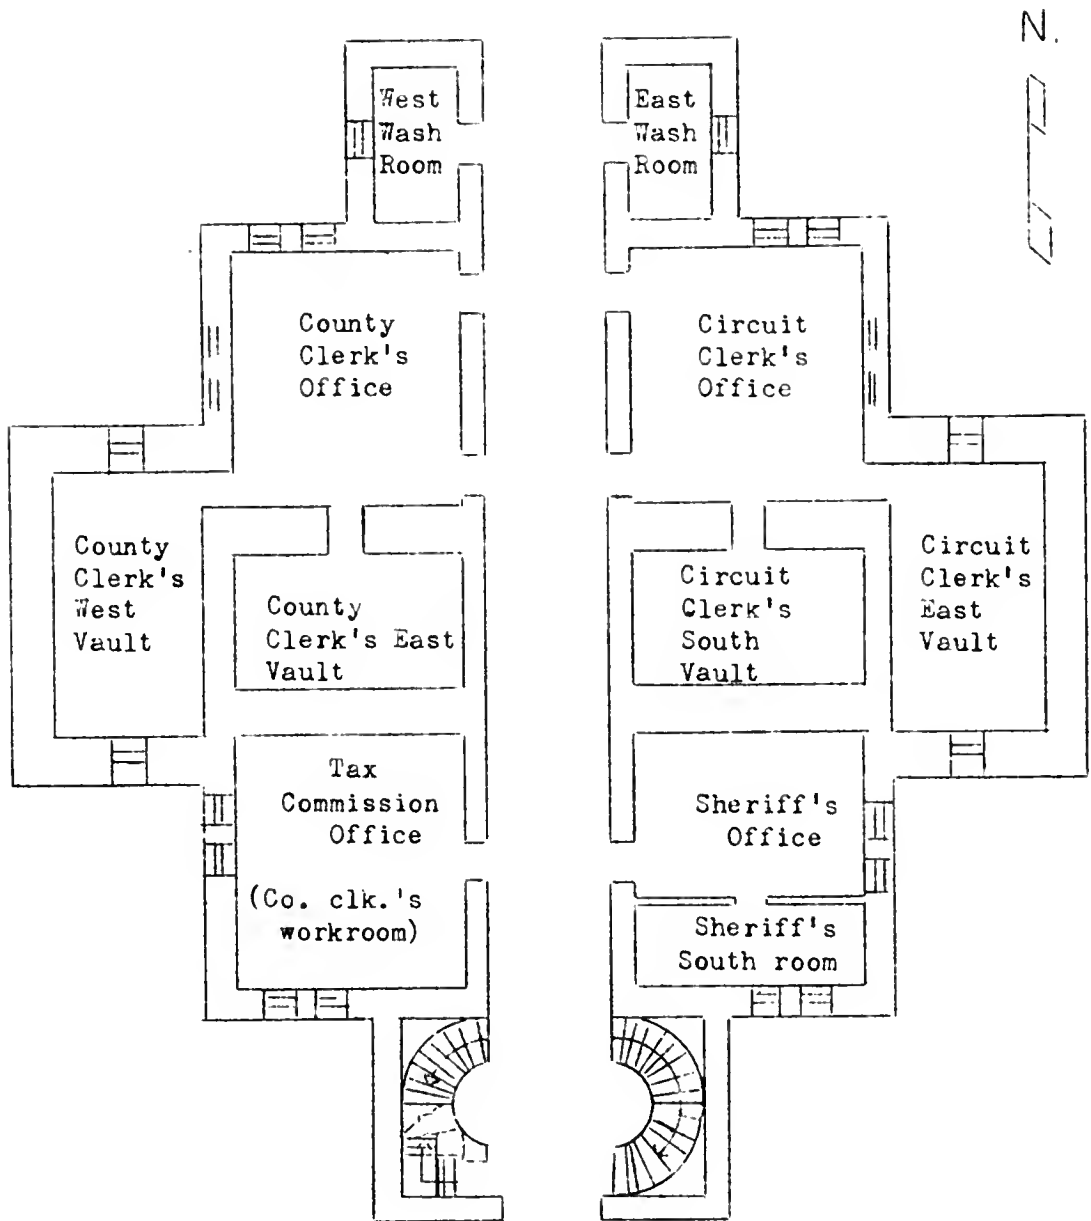 N.
West
Wash
Room
East
Wash
Room
County
Clerk's
Office
Circuit
Clerk's
Office
County
Clerk's
West
Vault
County
Clerk's East
Vault
Circuit
Clerk's
South
Vault
Circuit
Clerk's
East
Vault
Tax
Commission
Office
(Co. clk.'s
workroom)
Sheriff's
Office
Sheriff's
South room